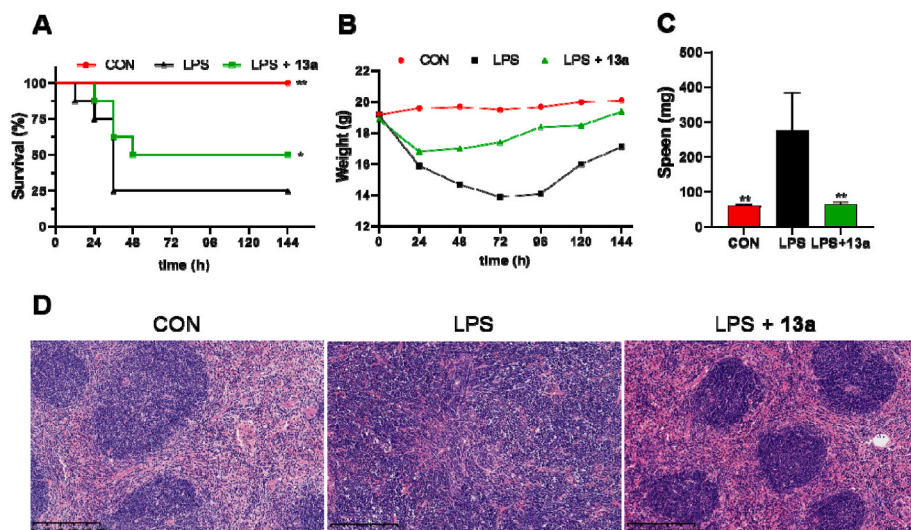 A
CON LPS LPS + 13a
Survival (%)
100
75
50
25
0
**
*
0 24 48 72 96 120 144
time (h)
B
CON LPS LPS + 13a
Weight (g)
22
20
18
16
14
12
0 24 48 72 96 120 144
time (h)
C
Speen (mg)
500
400
300
200
100
0
** **
CON LPS LPS+13a
D
CON LPS LPS + 13a